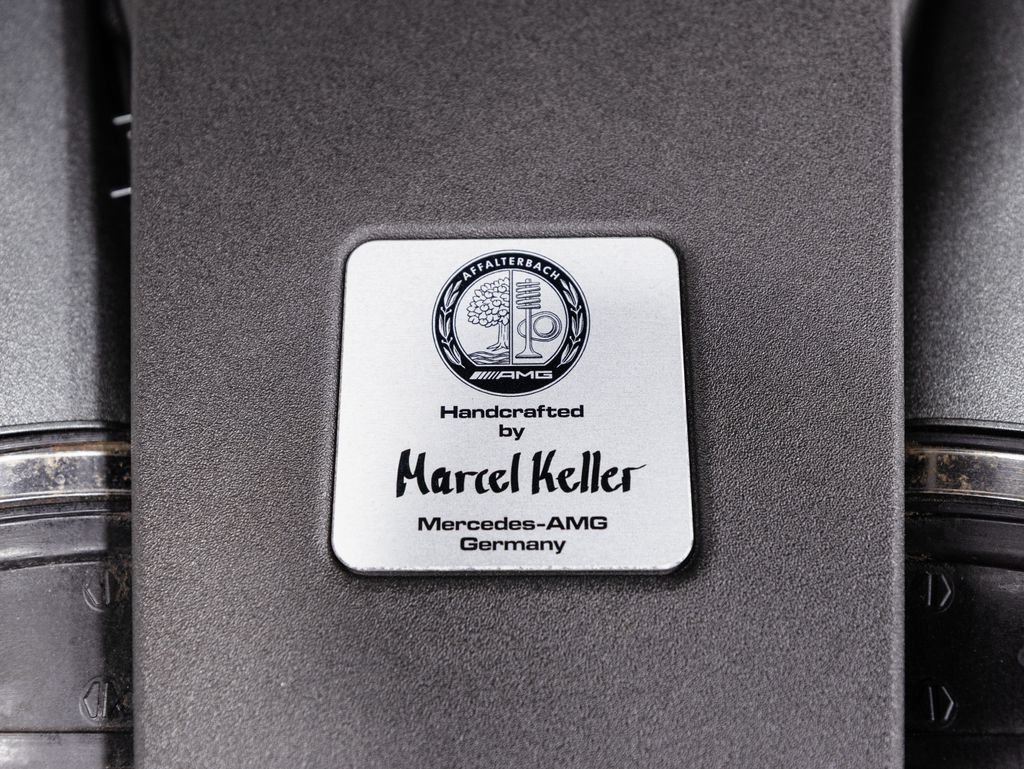 AFFALTERBACH
AMG
Handcrafted
by
Marcel Keller
Mercedes-AMG
Germany